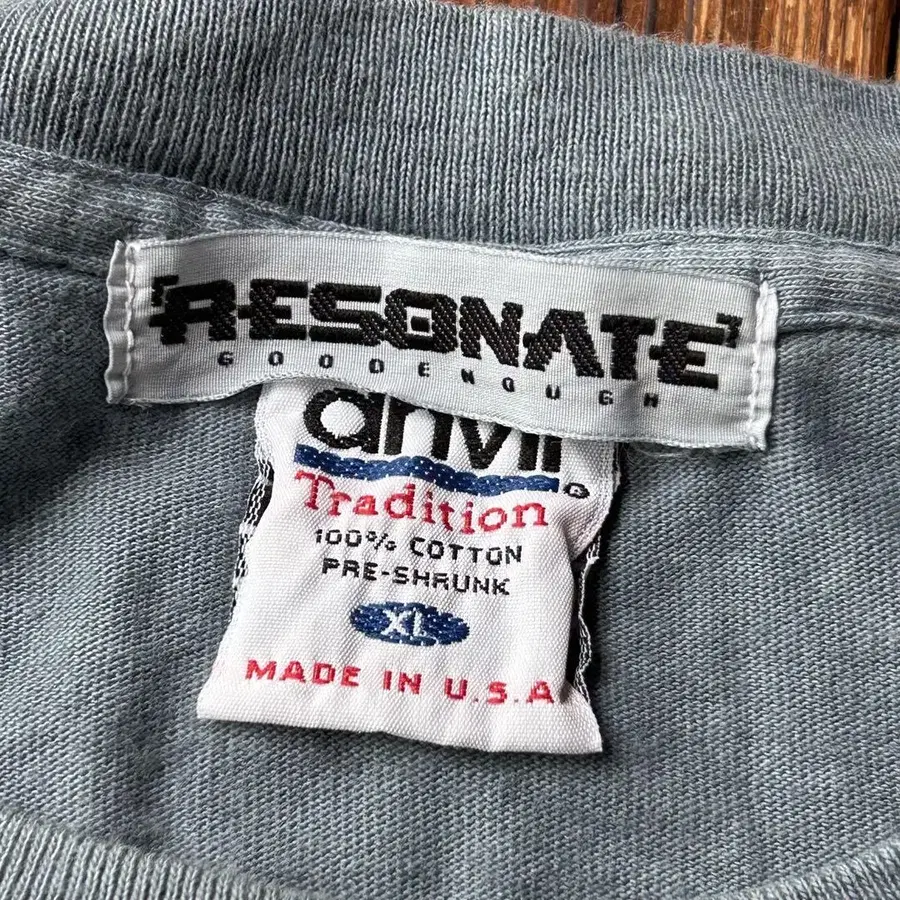 「RESONATE」
GOODENOUGH
anvil
®
Tradition
100% COTTON
PRE-SHRUNK
XL
MADE IN U.S.A